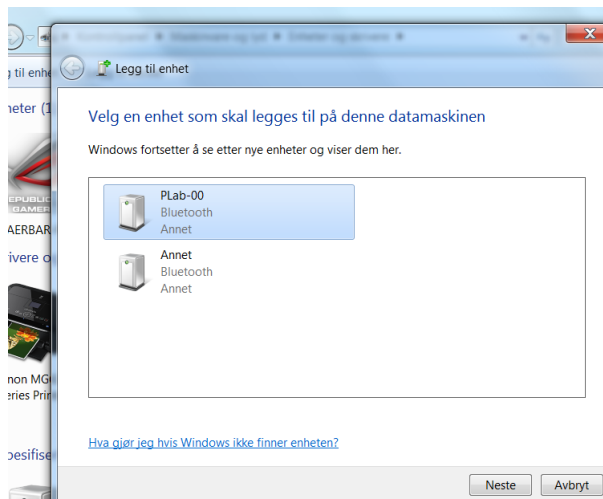 Legg til enhet
g til enhe
Velg en enhet som skal legges til på denne datamaskinen
Windows fortsetter å se etter nye enheter og viser dem her.
PLab-00
Bluetooth
Annet
Annet
Bluetooth
Annet
Hva gjør jeg hvis Windows ikke finner enheten?
Neste
Avbryt
heter (1
EPUBLIC
GAMER
AERBAR
rivere o
non MG
eries Prin
pesifise